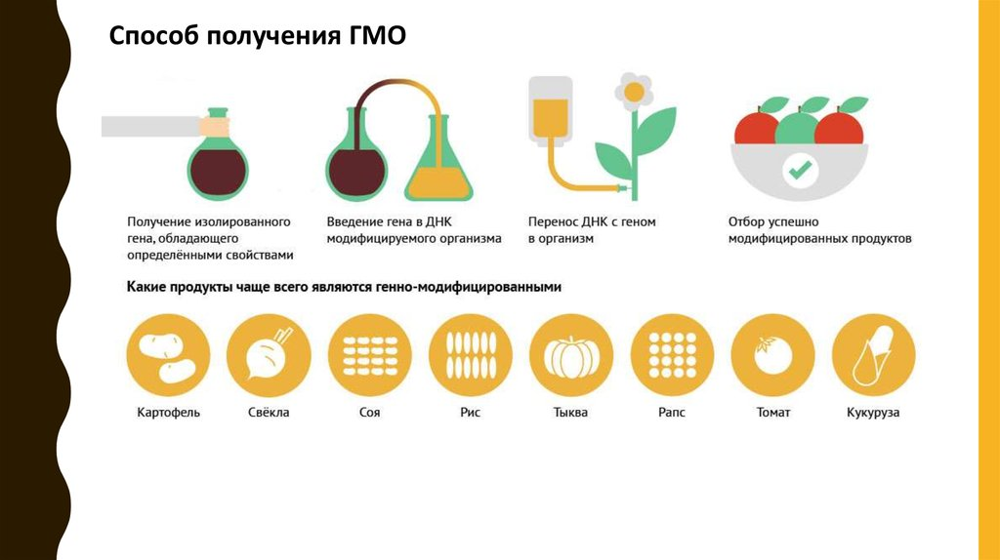 Способ получения ГМО
Получение изолированного
гена, обладающего
определёнными свойствами
Введение гена в ДНК
модифицируемого организма
Перенос ДНК с геном
в организм
Отбор успешно
модифицированных продуктов
Какие продукты чаще всего являются генно-модифицированными
Картофель
Свёкла
Соя
Рис
Тыква
Рапс
Томат
Кукуруза